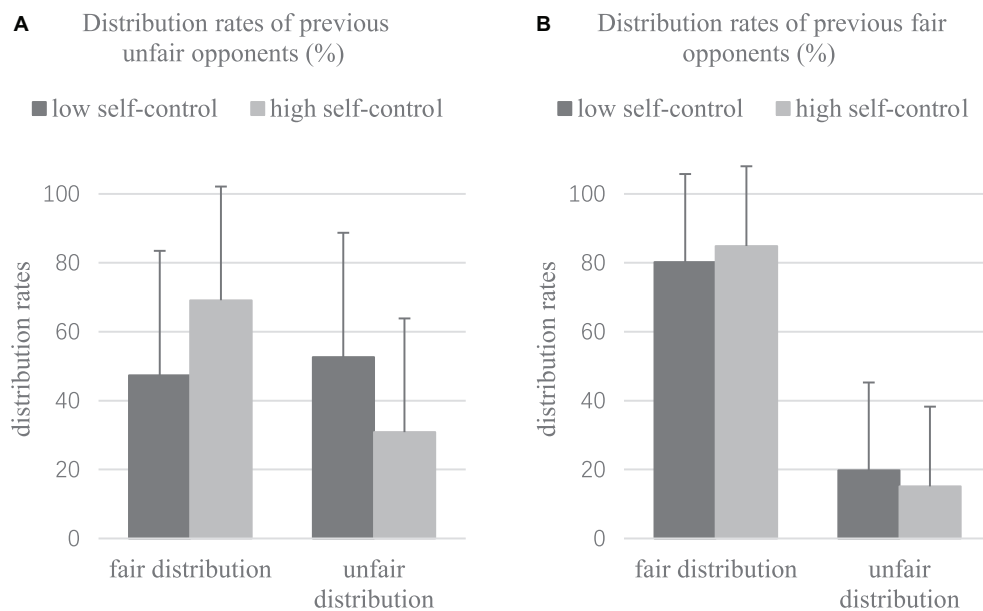 A
Distribution rates of previous
unfair opponents (%)
low self-control
high self-control
100
80
60
40
20
0
distribution rates
fair distribution
unfair
distribution
B
Distribution rates of previous fair
opponents (%)
low self-control
high self-control
100
80
60
40
20
0
distribution rates
fair distribution
unfair
distribution